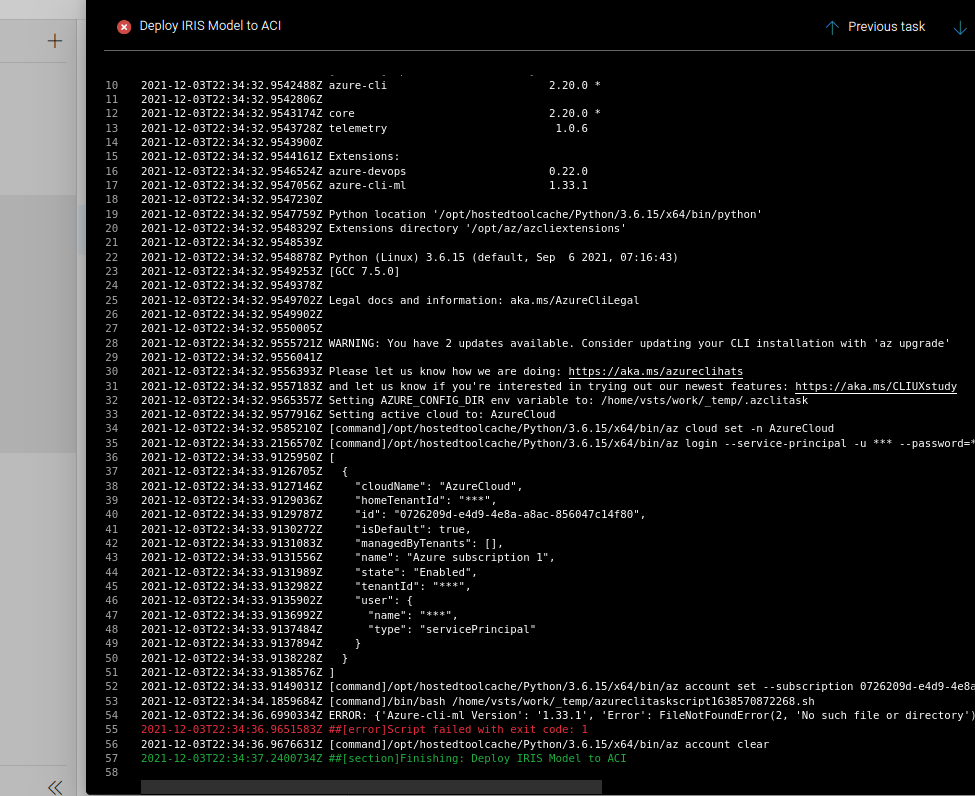 Deploy IRIS Model to ACI
Previous task
10 2021-12-03T22:34:32.9542488Z azure-cli 2.20.0 *
11 2021-12-03T22:34:32.9542806Z
12 2021-12-03T22:34:32.9543174Z core 2.20.0 *
13 2021-12-03T22:34:32.9543728Z telemetry 1.0.6
14 2021-12-03T22:34:32.9543900Z
15 2021-12-03T22:34:32.9544161Z Extensions:
16 2021-12-03T22:34:32.9546524Z azure-devops 0.22.0
17 2021-12-03T22:34:32.9547056Z azure-cli-ml 1.33.1
18 2021-12-03T22:34:32.9547230Z
19 2021-12-03T22:34:32.9547759Z Python location '/opt/hostedtoolcache/Python/3.6.15/x64/bin/python'
20 2021-12-03T22:34:32.9548329Z Extensions directory '/opt/az/azcliextensions'
21 2021-12-03T22:34:32.9548539Z
22 2021-12-03T22:34:32.9548878Z Python (Linux) 3.6.15 (default, Sep  6 2021, 07:16:43)
23 2021-12-03T22:34:32.9549253Z [GCC 7.5.0]
24 2021-12-03T22:34:32.9549378Z
25 2021-12-03T22:34:32.9549702Z Legal docs and information: aka.ms/AzureCliLegal
26 2021-12-03T22:34:32.9549902Z
27 2021-12-03T22:34:32.9550005Z
28 2021-12-03T22:34:32.9555721Z WARNING: You have 2 updates available. Consider updating your CLI installation with 'az upgrade'
29 2021-12-03T22:34:32.9556041Z
30 2021-12-03T22:34:32.9556393Z Please let us know how we are doing: https://aka.ms/azureclihats
31 2021-12-03T22:34:32.9557183Z and let us know if you're interested in trying out our newest features: https://aka.ms/CLIUXstudy
32 2021-12-03T22:34:32.9565357Z Setting AZURE_CONFIG_DIR env variable to: /home/vsts/work/_temp/.azclitask
33 2021-12-03T22:34:32.9577916Z Setting active cloud to: AzureCloud
34 2021-12-03T22:34:32.9585210Z [command]/opt/hostedtoolcache/Python/3.6.15/x64/bin/az cloud set -n AzureCloud
35 2021-12-03T22:34:33.2156570Z [command]/opt/hostedtoolcache/Python/3.6.15/x64/bin/az login --service-principal -u *** --password=*
36 2021-12-03T22:34:33.9125950Z [
37 2021-12-03T22:34:33.9126705Z   {
38 2021-12-03T22:34:33.9127146Z     "cloudName": "AzureCloud",
39 2021-12-03T22:34:33.9129036Z     "homeTenantId": "***",
40 2021-12-03T22:34:33.9129787Z     "id": "0726209d-e4d9-4e8a-a8ac-856047c14f80",
41 2021-12-03T22:34:33.9130272Z     "isDefault": true,
42 2021-12-03T22:34:33.9131083Z     "managedByTenants": [],
43 2021-12-03T22:34:33.9131556Z     "name": "Azure subscription 1",
44 2021-12-03T22:34:33.9131989Z     "state": "Enabled",
45 2021-12-03T22:34:33.9132982Z     "tenantId": "***",
46 2021-12-03T22:34:33.9135902Z     "user": {
47 2021-12-03T22:34:33.9136992Z       "name": "***",
48 2021-12-03T22:34:33.9137484Z       "type": "servicePrincipal"
49 2021-12-03T22:34:33.9137894Z     }
50 2021-12-03T22:34:33.9138228Z   }
51 2021-12-03T22:34:33.9138576Z ]
52 2021-12-03T22:34:33.9149031Z [command]/opt/hostedtoolcache/Python/3.6.15/x64/bin/az account set --subscription 0726209d-e4d9-4e8a
53 2021-12-03T22:34:34.1859684Z [command]/bin/bash /home/vsts/work/_temp/azureclitaskscript1638570872268.sh
54 2021-12-03T22:34:36.6990334Z ERROR: {'Azure-cli-ml Version': '1.33.1', 'Error': FileNotFoundError(2, 'No such file or directory')
55 2021-12-03T22:34:36.9651583Z ##[error]Script failed with exit code: 1
56 2021-12-03T22:34:36.9676631Z [command]/opt/hostedtoolcache/Python/3.6.15/x64/bin/az account clear
57 2021-12-03T22:34:37.2400734Z ##[section]Finishing: Deploy IRIS Model to ACI
58